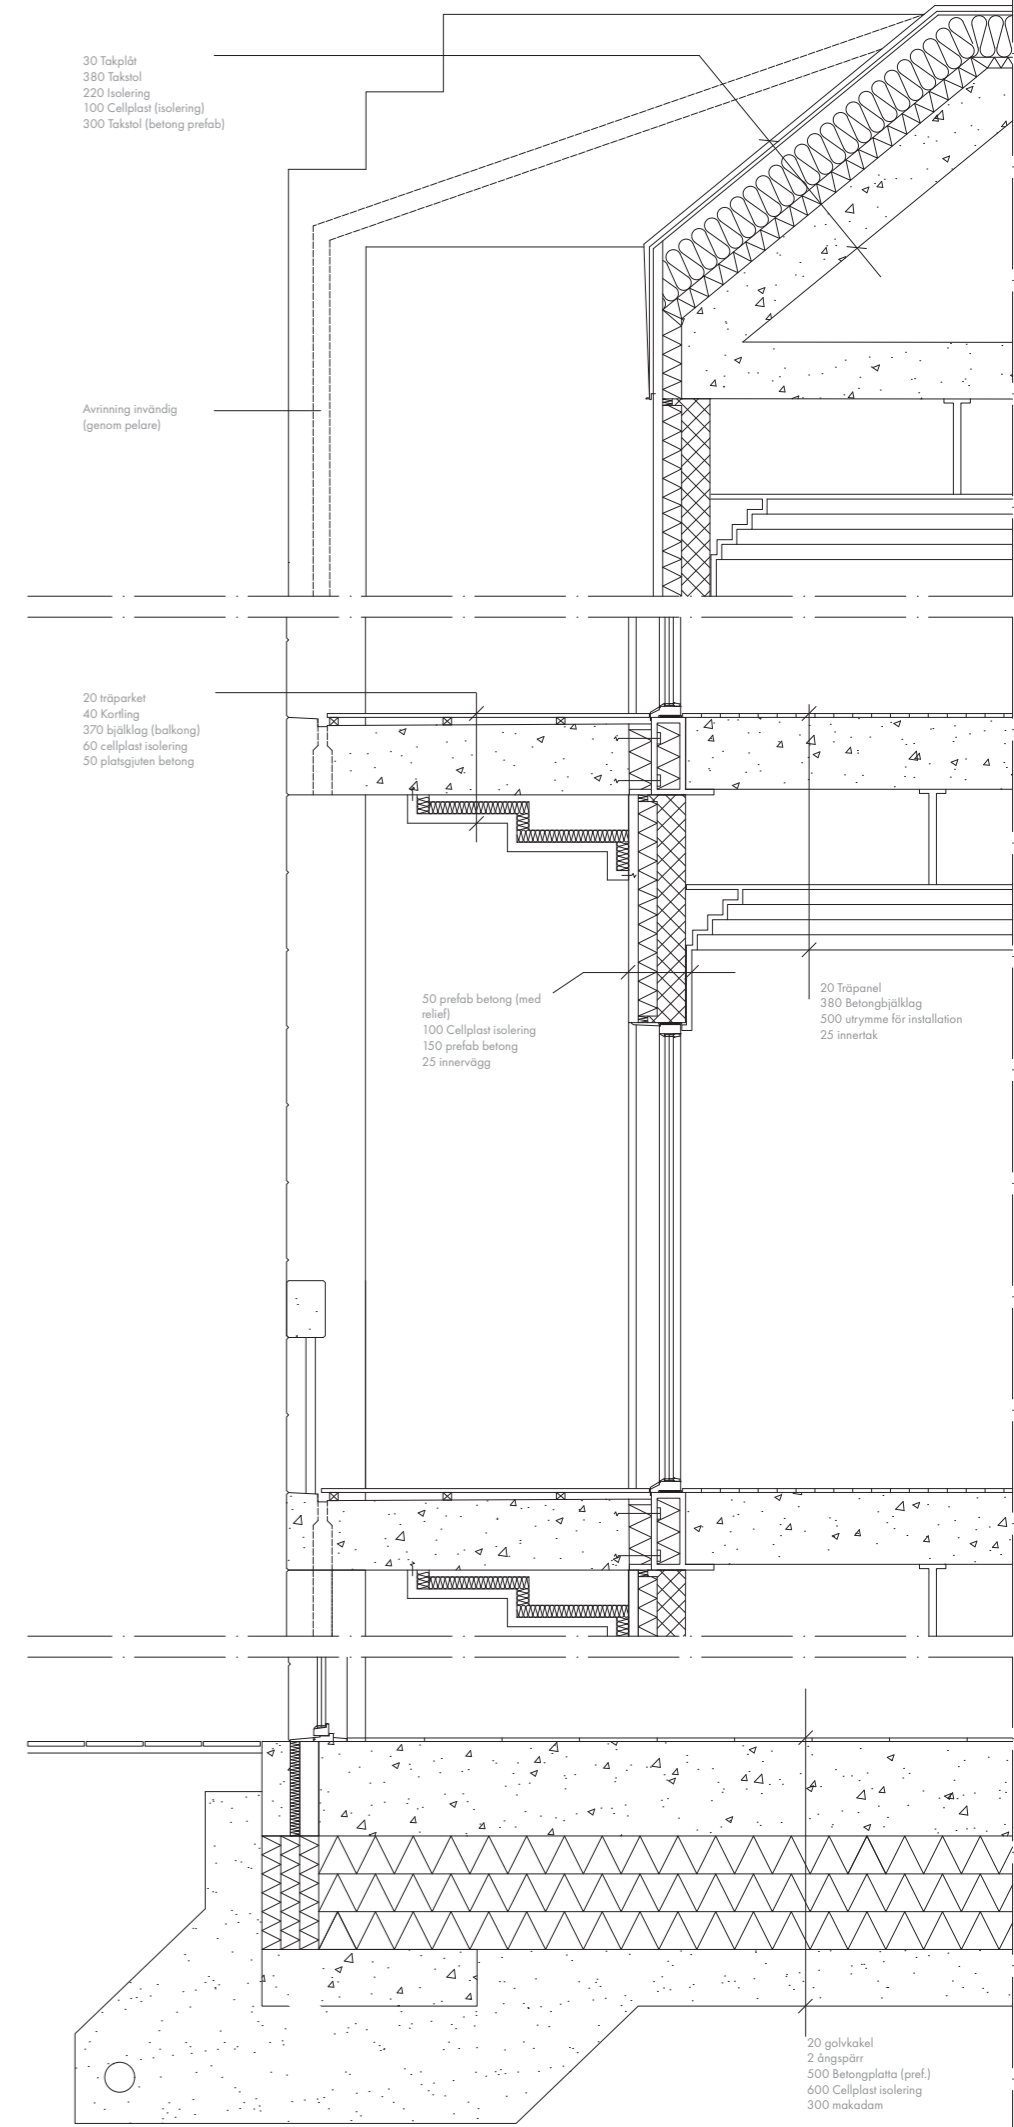 30 Takplåt
380 Takstol
220 Isolering
100 Cellplast (isolering)
300 Takstol (betong prefab)
Avrinning invändig
(genom pelare)
20 träparket
40 Kortling
370 bjälklag (balkong)
60 cellplast isolering
50 platsgjuten betong
50 prefab betong (med
relief)
100 Cellplast isolering
150 prefab betong
25 innervägg
20 Träpanel
380 Betongbjälklag
500 utrymme för installation
25 innertak
20 golvkakel
2 ångspärr
500 Betongplatta (pref.)
600 Cellplast isolering
300 makadam